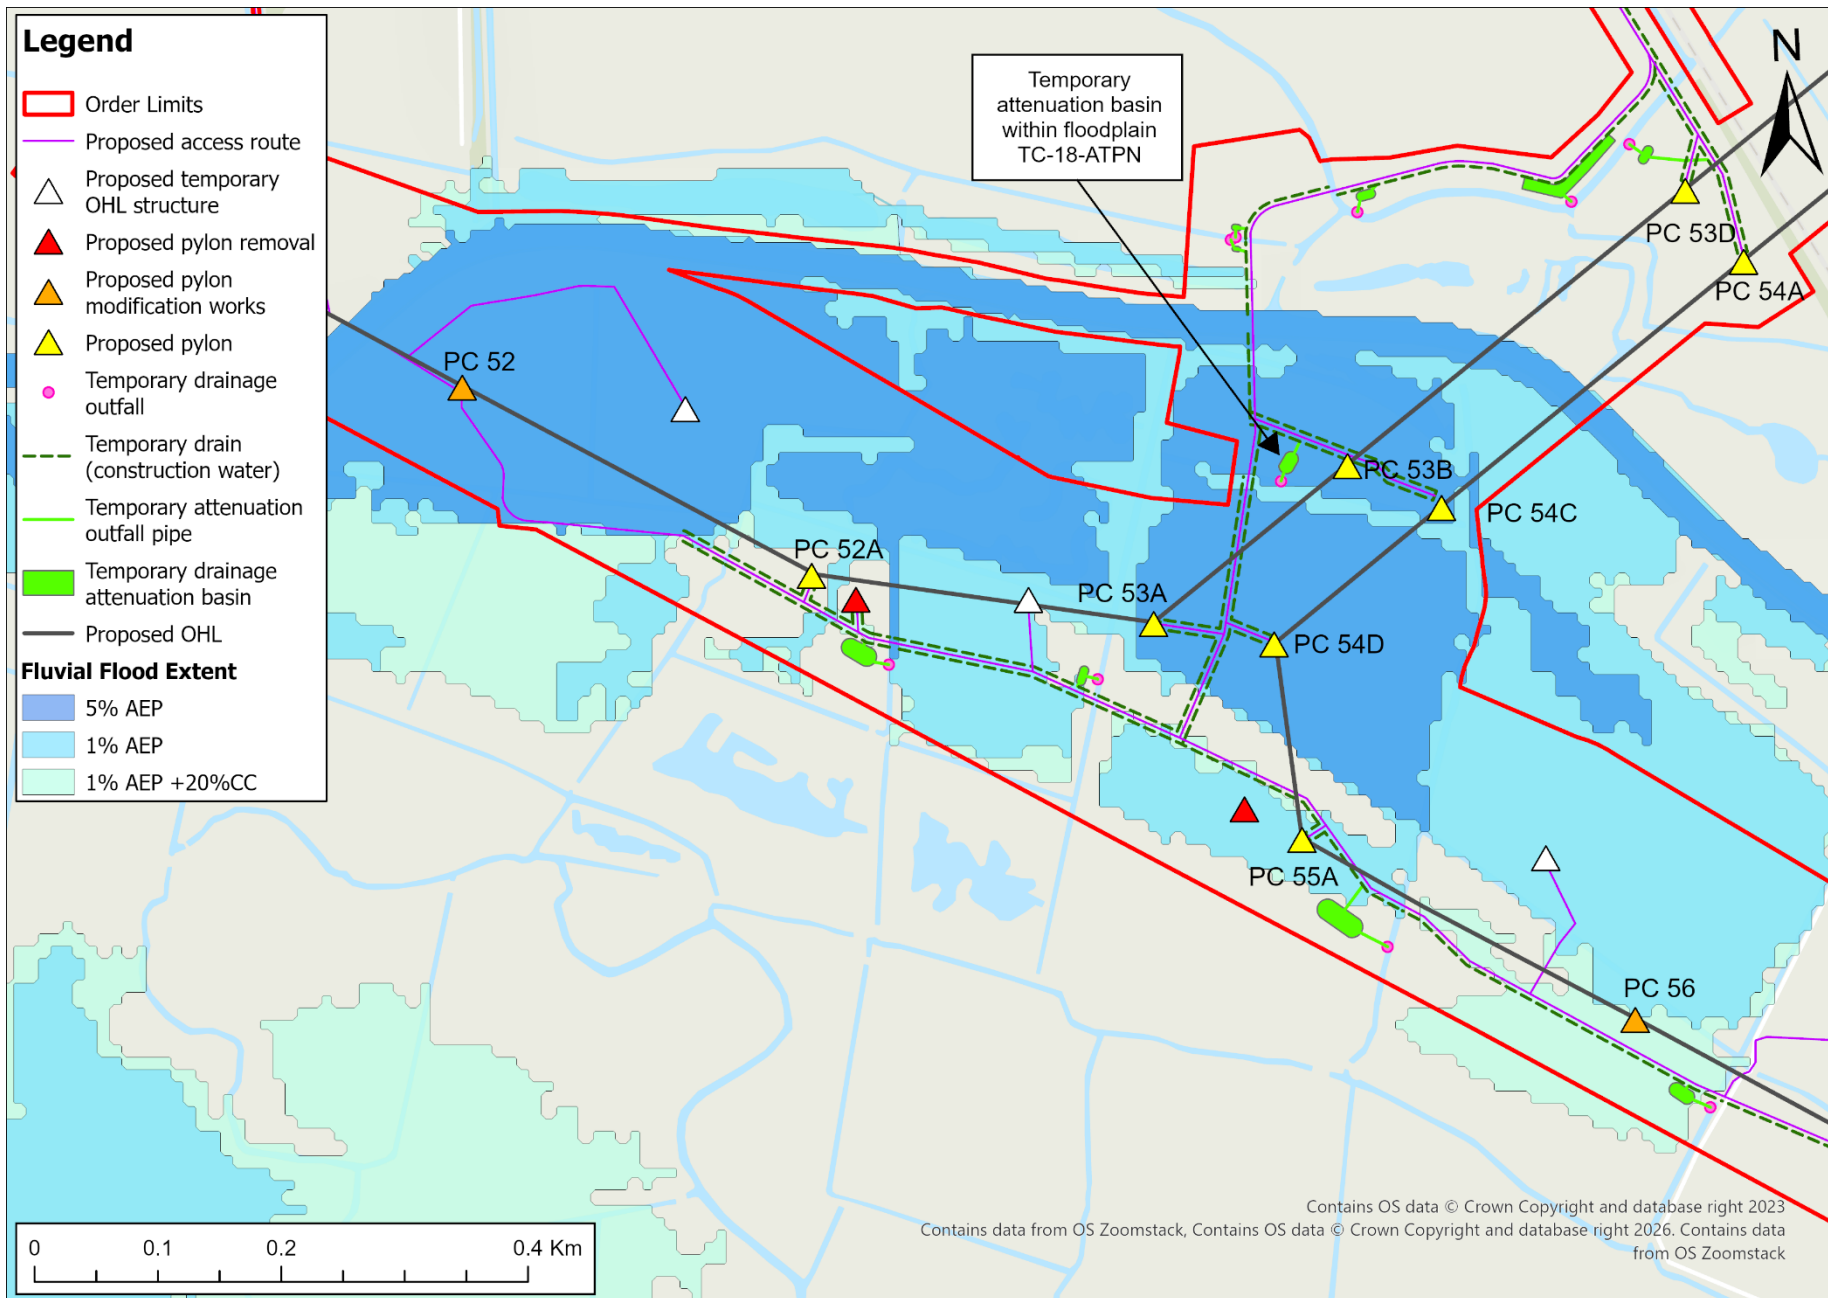 Legend
Order Limits
Proposed access route
Proposed temporary
OHL structure
Proposed pylon removal
Proposed pylon
modification works
Proposed pylon
Temporary drainage
outfall
Temporary drain
(construction water)
Temporary attenuation
outfall pipe
Temporary drainage
attenuation basin
Proposed OHL
Fluvial Flood Extent
5% AEP
1% AEP
1% AEP +20%CC
Temporary
attenuation basin
within floodplain
TC-18-ATPN
N
PC 53D
PC 54A
PC 52
PC 53B
PC 54C
PC 52A
PC 53A
PC 54D
PC 55A
PC 56
0 0.1 0.2 0.4 Km
Contains OS data © Crown Copyright and database right 2023
Contains data from OS Zoomstack, Contains OS data © Crown Copyright and database right 2026. Contains data
from OS Zoomstack